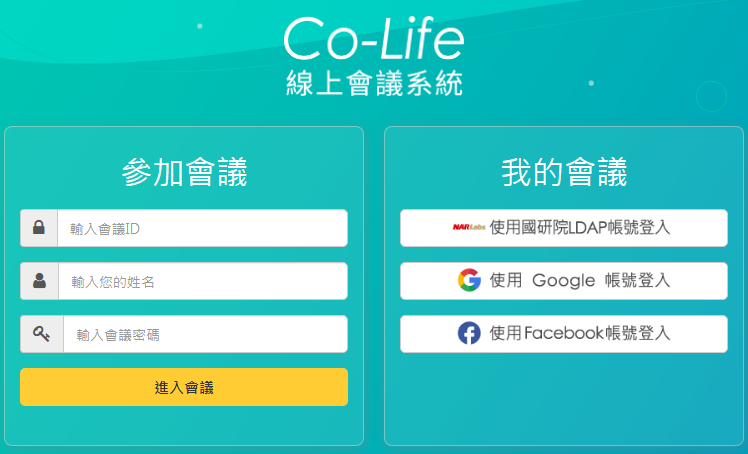 Co-Life
線上會議系統
參加會議
輸入會議ID
輸入您的姓名
輸入會議密碼
進入會議
我的會議
NARLabs 使用國研院LDAP帳號登入
使用 Google 帳號登入
使用Facebook帳號登入